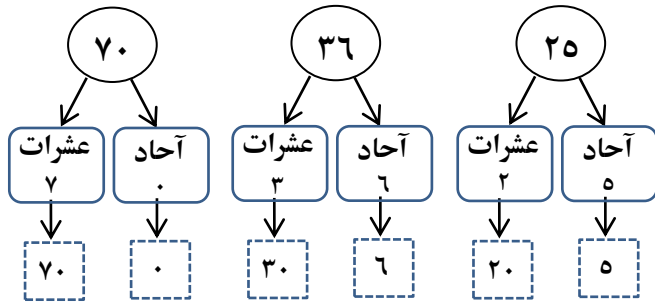 ٢٥ ٣٦ ٧٠
آحاد عشرات آحاد عشرات آحاد عشرات
٥ ٢ ٦ ٣ ٠ ٧
٥ ٢٠ ٦ ٣٠ ٠ ٧٠